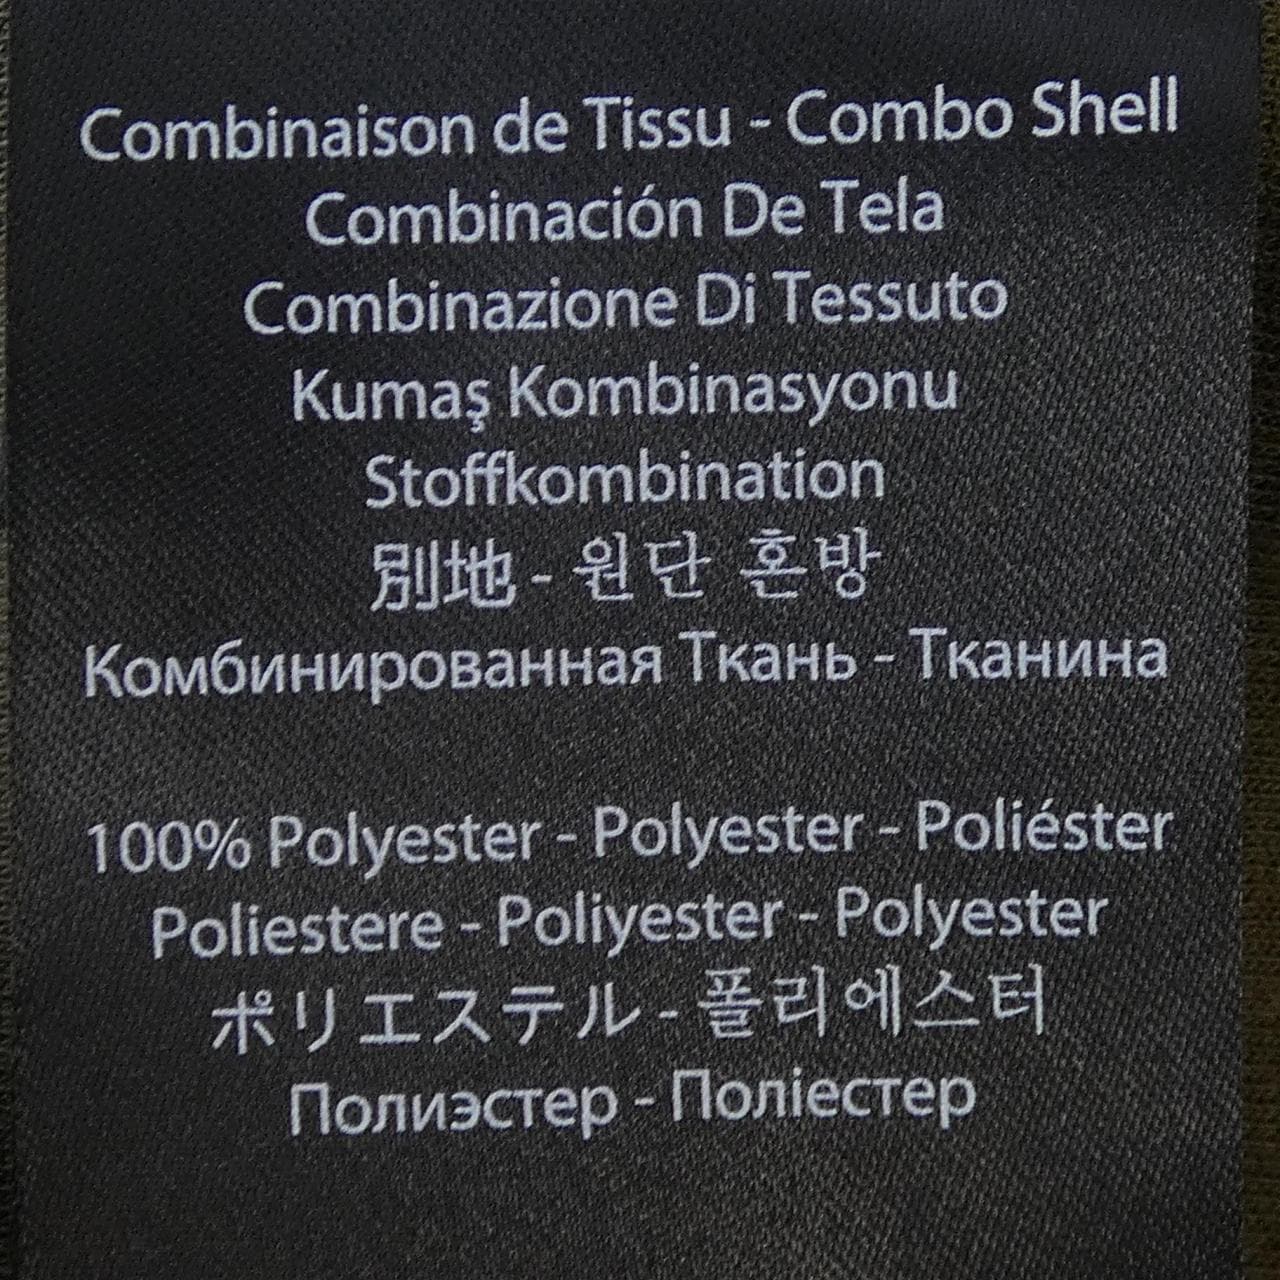 Combinaison de Tissu - Combo Shell
Combinación De Tela
Combinazione Di Tessuto
Kumaş Kombinasyonu
Stoffkombination
別地 - 원단 혼방
Комбинированная Ткань - Тканина
100% Polyester - Polyester - Poliéster
Poliestere - Poliyester - Polyester
ポリエステル - 폴리에스터
Полиэстер - Поліестер